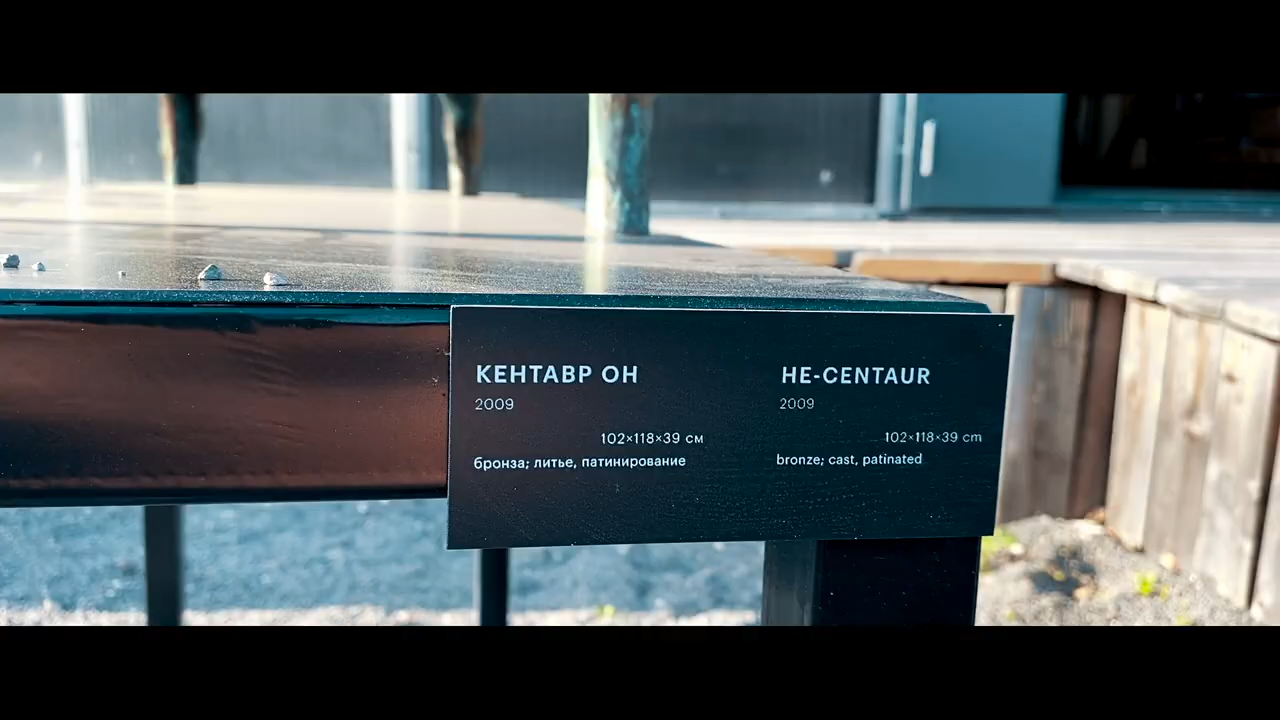 КЕНТАВР ОН
2009
102×118×39 см
бронза; литье, патинирование
HE-CENTAUR
2009
102×118×39 cm
bronze; cast, patinated